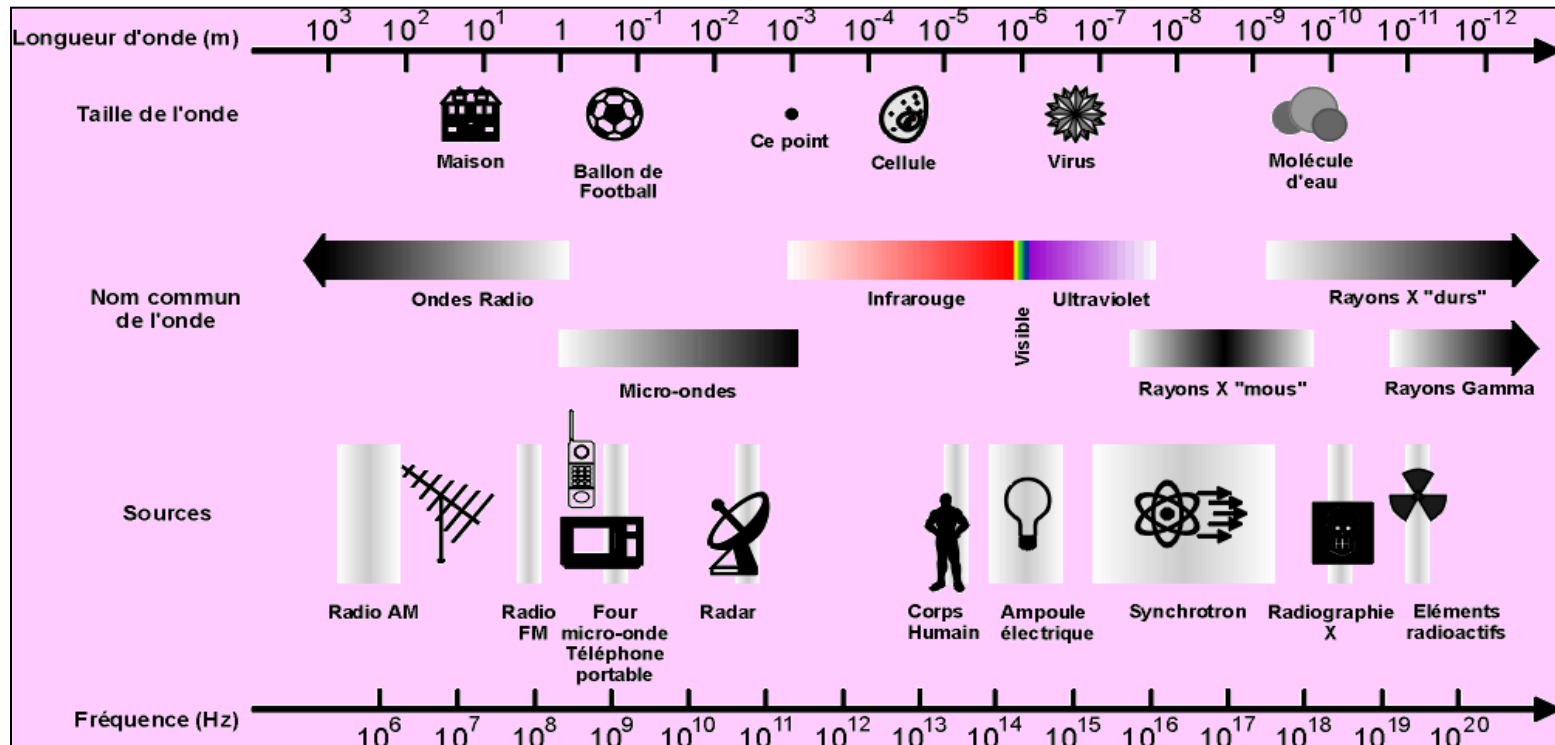 Longueur d'onde (m) 10³ 10² 10¹ 1 10⁻¹ 10⁻² 10⁻³ 10⁻⁴ 10⁻⁵ 10⁻⁶ 10⁻⁷ 10⁻⁸ 10⁻⁹ 10⁻¹⁰ 10⁻¹¹ 10⁻¹²
Taille de l'onde
Maison
Ballon de
Football
Ce point
Cellule
Virus
Molécule
d'eau
Nom commun
de l'onde
Ondes Radio
Micro-ondes
Infrarouge
Visible
Ultraviolet
Rayons X "mous"
Rayons X "durs"
Rayons Gamma
Sources
Radio AM
Radio
FM
Four
micro-onde
Téléphone
portable
Radar
Corps
Humain
Ampoule
électrique
Synchrotron
Radiographie
X
Eléments
radioactifs
Fréquence (Hz) 10⁶ 10⁷ 10⁸ 10⁹ 10¹⁰ 10¹¹ 10¹² 10¹³ 10¹⁴ 10¹⁵ 10¹⁶ 10¹⁷ 10¹⁸ 10¹⁹ 10²⁰